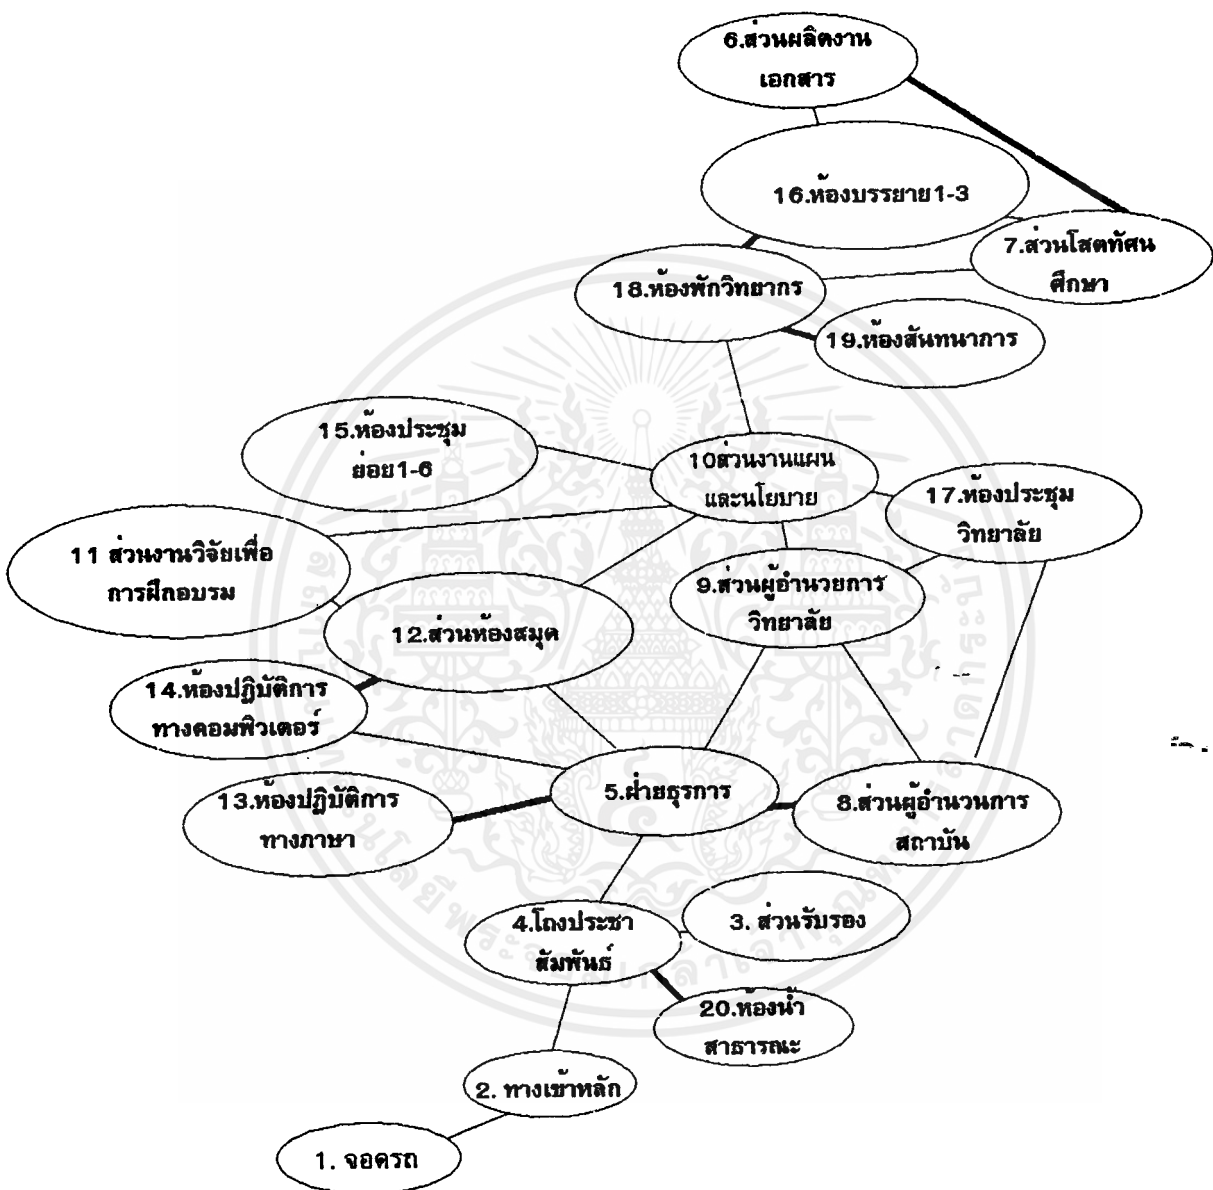 6.ส่วนผลิตงาน
เอกสาร
16.ห้องบรรยาย1-3
7.ส่วนโสตทัศน
ศึกษา
18.ห้องพักวิทยากร
19.ห้องสันทนาการ
15.ห้องประชุม
ย่อย1-6
10ส่วนงานแผน
และนโยบาย
17.ห้องประชุม
วิทยาลัย
11 ส่วนงานวิจัยเพื่อ
การฝึกอบรม
9.ส่วนผู้อำนวยการ
วิทยาลัย
12.ส่วนห้องสมุด
14.ห้องปฏิบัติการ
ทางคอมพิวเตอร์
5.ฝ่ายธุรการ
13.ห้องปฏิบัติการ
ทางภาษา
8.ส่วนผู้อำนวนการ
สถาบัน
4.โถงประชา
สัมพันธ์
3. ส่วนรับรอง
20.ห้องน้ำ
สาธารณะ
2. ทางเข้าหลัก
1. จอดรถ